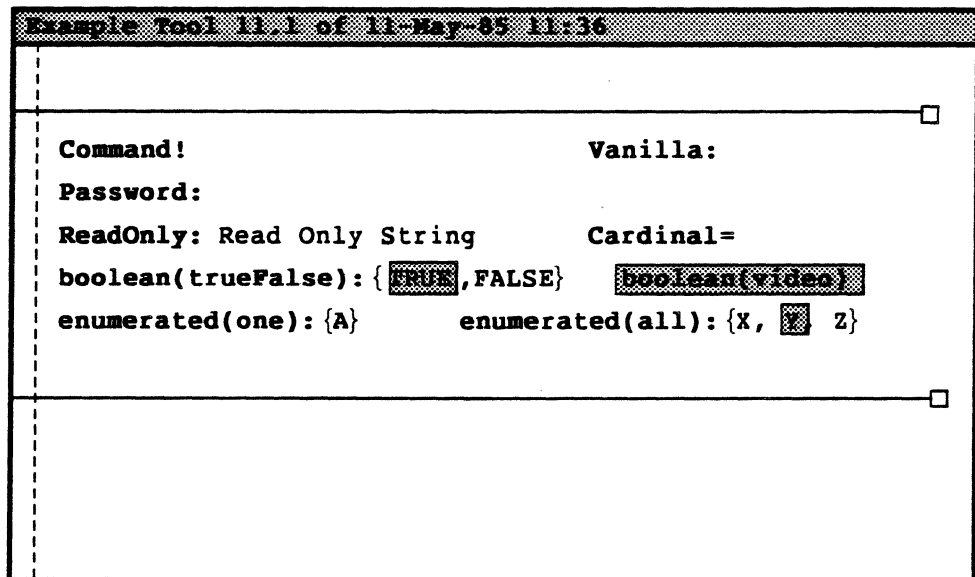 Example Tool 11.1 of 11-May-85 11:36
Command! Vanilla:
Password:
ReadOnly: Read Only String Cardinal=
boolean(trueFalse): {TRUE,FALSE} boolean(video)
enumerated(one): {A} enumerated(all): {X, Y, Z}